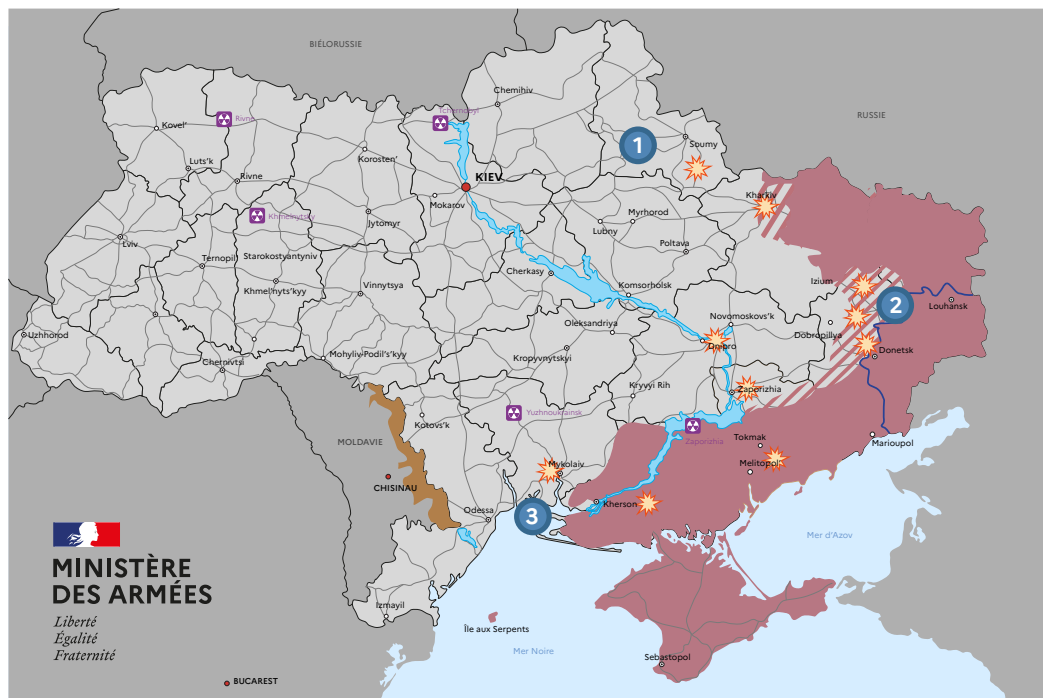 BIÉLORUSSIE
RUSSIE
Chemihiv
Tchernobyl
Kovel'
Rivne
1
Soumy
Korosten'
Luts'k
Rivne
KIEV
Kharkiv
Mokarov
Khmelnytsky
Jytomyr
Myrhorod
Lubny
Poltava
Lviv
Ternopil
Starokostyantyniv
Cherkasy
Izium
Khmel'nyts'kyy
Vinnytsya
Komsorholsk
2
Louhansk
Oleksandriya
Novomoskovs'k
Uzhhorod
Dobropillya
Dnipro
Donetsk
Chernivtsi
Mohyliv-Podil's'kyy
Kropyvnytskyi
Kryvyi Rih
Zaporizhia
Kotovs'k
Yuzhnoukrainsk
MOLDAVIE
Zaporizhia
Tokmak
Marioupol
Mykolaiv
Melitopol
CHISINAU
Odessa
3
Kherson
Mer d'Azov
MINISTÈRE
DES ARMÉES
Liberté
Égalité
Fraternité
Izmayil
Île aux Serpents
Mer Noire
Sebastopol
BUCAREST